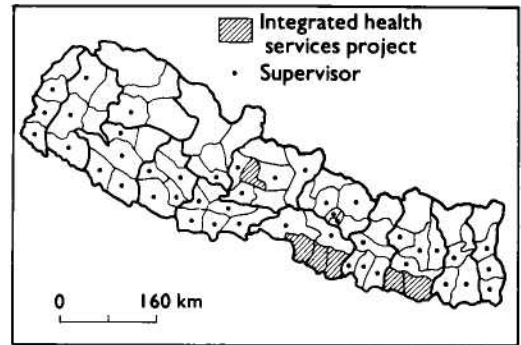 Integrated health
services project
Supervisor
0 160 km